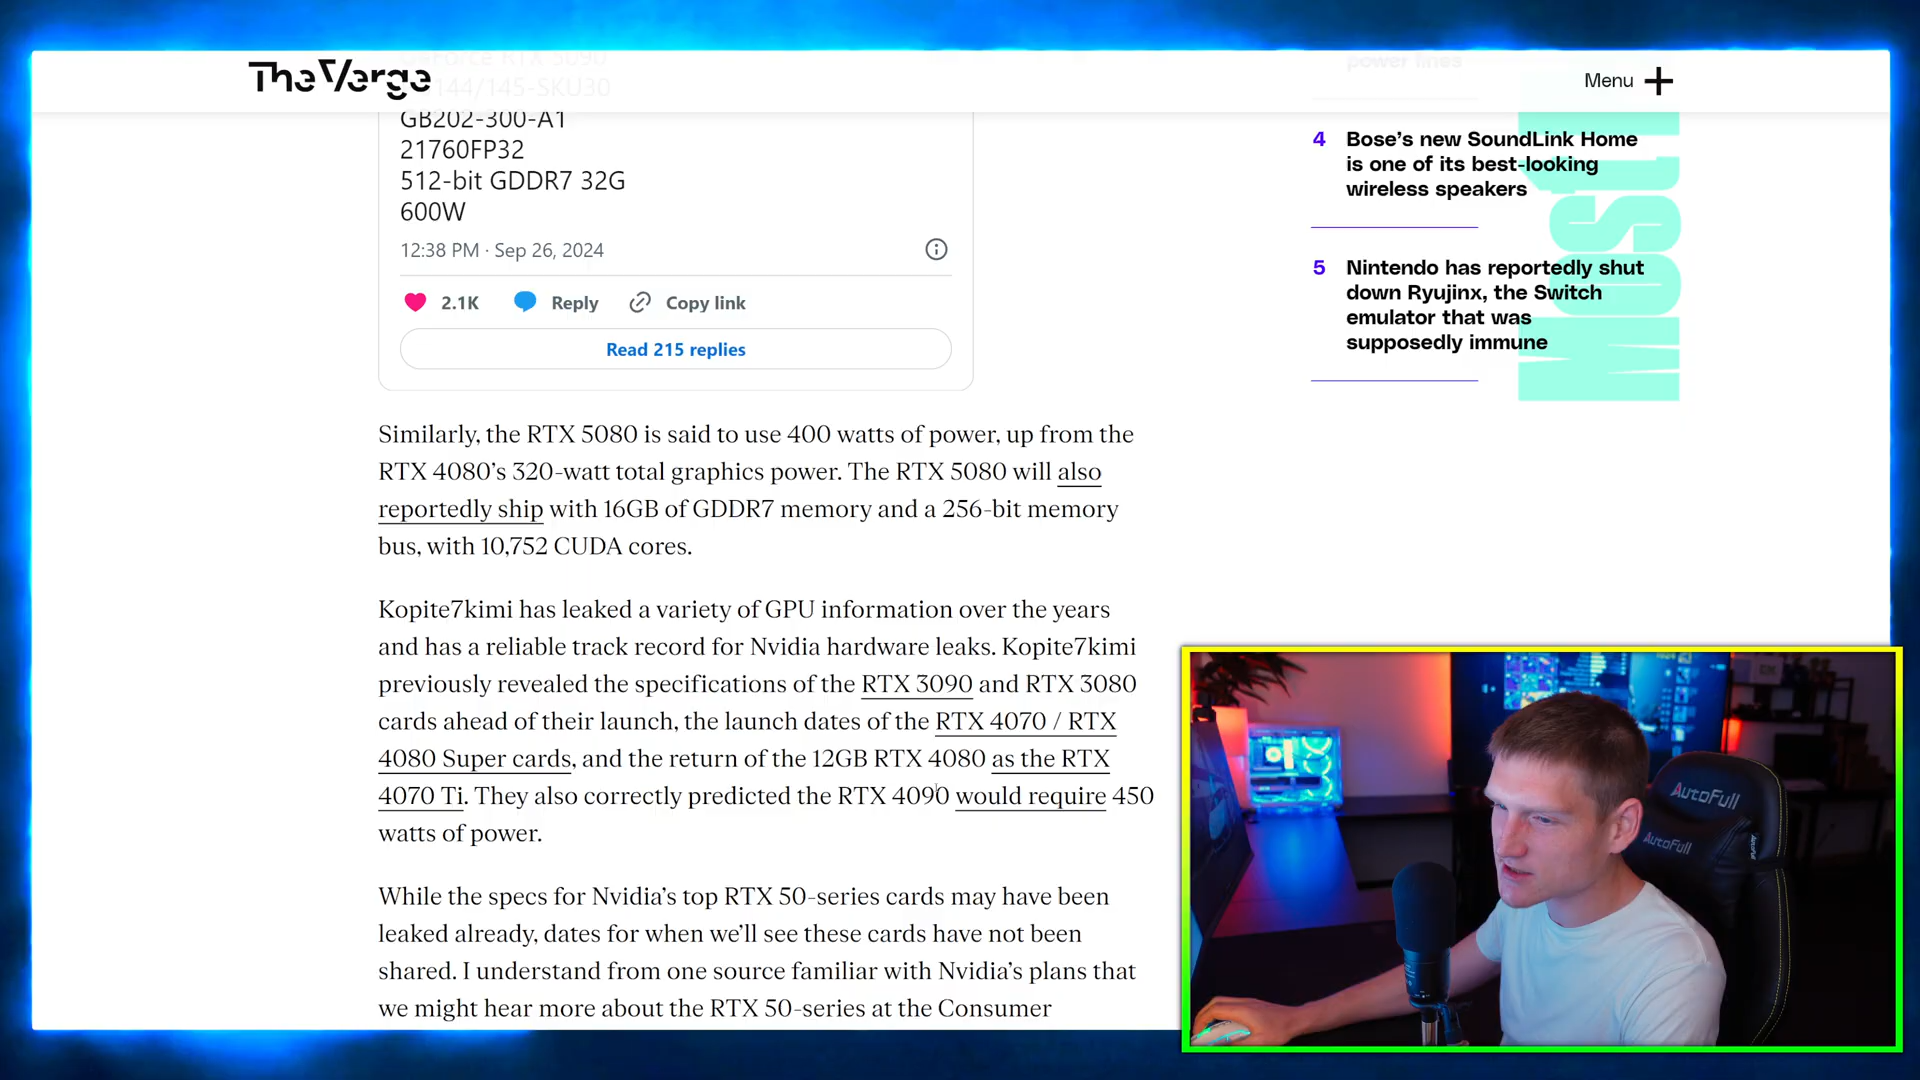 GeForce RTX 5090
144/145-SKU30
The Verge
Menu
GB202-300-A1
21760FP32
512-bit GDDR7 32G
600W
12:38 PM · Sep 26, 2024
2.1K Reply Copy link
Read 215 replies
Similarly, the RTX 5080 is said to use 400 watts of power, up from the
RTX 4080’s 320-watt total graphics power. The RTX 5080 will also
reportedly ship with 16GB of GDDR7 memory and a 256-bit memory
bus, with 10,752 CUDA cores.
Kopite7kimi has leaked a variety of GPU information over the years
and has a reliable track record for Nvidia hardware leaks. Kopite7kimi
previously revealed the specifications of the RTX 3090 and RTX 3080
cards ahead of their launch, the launch dates of the RTX 4070 / RTX
4080 Super cards, and the return of the 12GB RTX 4080 as the RTX
4070 Ti. They also correctly predicted the RTX 4090 would require 450
watts of power.
While the specs for Nvidia’s top RTX 50-series cards may have been
leaked already, dates for when we’ll see these cards have not been
shared. I understand from one source familiar with Nvidia’s plans that
we might hear more about the RTX 50-series at the Consumer
power lines
4 Bose’s new SoundLink Home
is one of its best-looking
wireless speakers
5 Nintendo has reportedly shut
down Ryujinx, the Switch
emulator that was
supposedly immune
Most
AutoFull
AutoFull